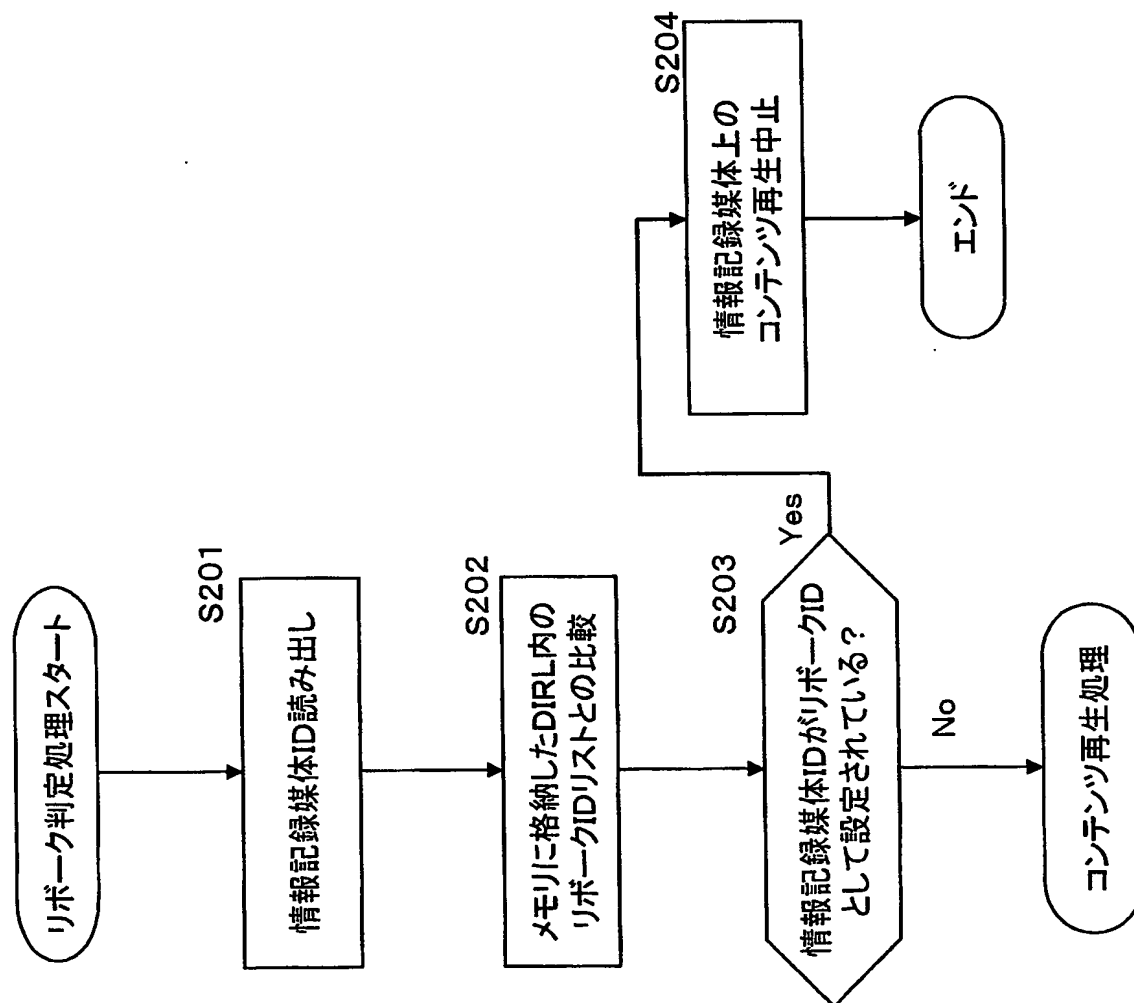 リボーク判定処理スタート
S201
情報記録媒体ID読み出し
S202
メモリに格納したDIRL内の
リボークIDリストとの比較
S203
情報記録媒体IDがリボークID
として設定されている？
Yes
No
S204
情報記録媒体上の
コンテンツ再生中止
エンド
コンテンツ再生処理